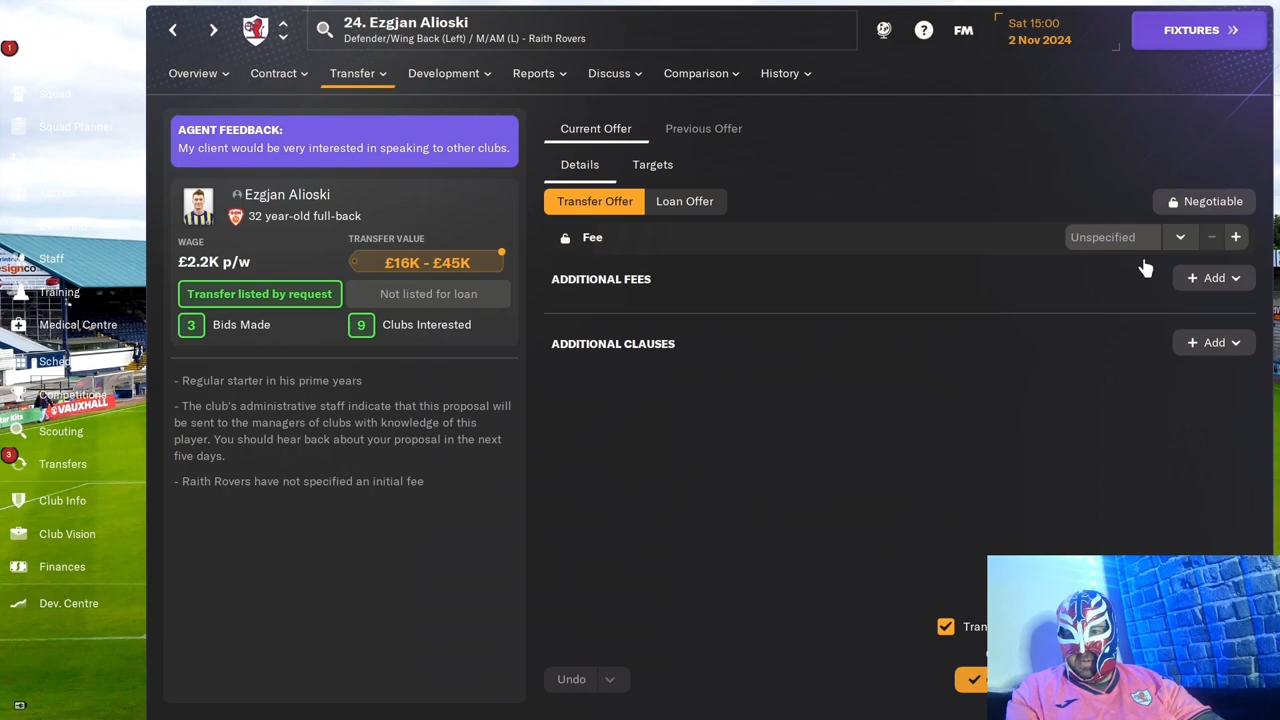 24. Ezgjan Alioski
Defender/Wing Back (Left) / M/AM (L) - Raith Rovers
?
FM
Sat 15:00
2 Nov 2024
FIXTURES
Overview
Contract
Transfer
Development
Reports
Discuss
Comparison
History
1
Squad
Squad Planner
Staff
Training
Medical Centre
Competitions
VAUXHALL
Scouting
3
Transfers
Club Info
Club Vision
Finances
Dev. Centre
AGENT FEEDBACK:
My client would be very interested in speaking to other clubs.
Ezgjan Alioski
32 year-old full-back
WAGE
£2.2K p/w
TRANSFER VALUE
£16K - £45K
Transfer listed by request
Not listed for loan
3 Bids Made
9 Clubs Interested
- Regular starter in his prime years
- The club's administrative staff indicate that this proposal will
be sent to the managers of clubs with knowledge of this
player. You should hear back about your proposal in the next
five days.
- Raith Rovers have not specified an initial fee
Current Offer
Previous Offer
Details
Targets
Transfer Offer
Loan Offer
Negotiable
Fee
Unspecified
ADDITIONAL FEES
Add
ADDITIONAL CLAUSES
Add
Undo